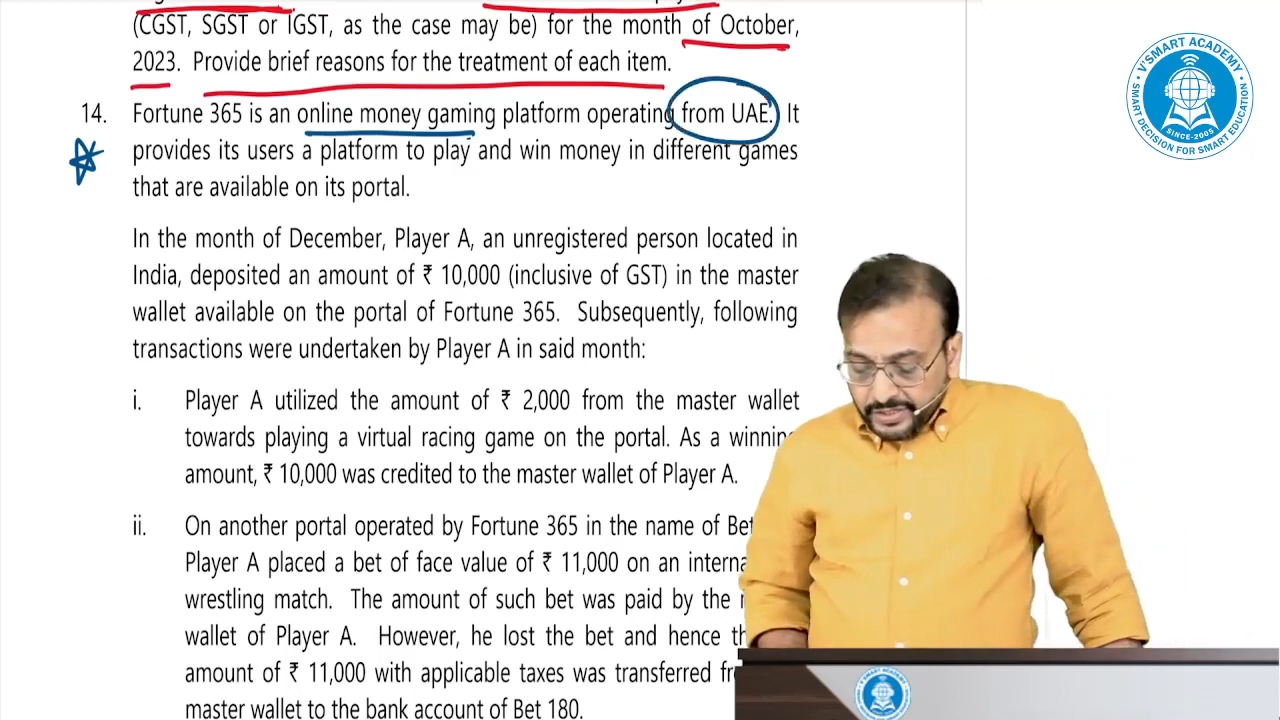 (CGST, SGST or IGST, as the case may be) for the month of October,
2023. Provide brief reasons for the treatment of each item.
14. Fortune 365 is an online money gaming platform operating from UAE. It
provides its users a platform to play and win money in different games
that are available on its portal.
In the month of December, Player A, an unregistered person located in
India, deposited an amount of ₹ 10,000 (inclusive of GST) in the master
wallet available on the portal of Fortune 365. Subsequently, following
transactions were undertaken by Player A in said month:
i. Player A utilized the amount of ₹ 2,000 from the master wallet
towards playing a virtual racing game on the portal. As a winning
amount, ₹ 10,000 was credited to the master wallet of Player A.
ii. On another portal operated by Fortune 365 in the name of Bet
Player A placed a bet of face value of ₹ 11,000 on an
wrestling match. The amount of such bet was paid by the
wallet of Player A. However, he lost the bet and hence
amount of ₹ 11,000 with applicable taxes was transferred
master wallet to the bank account of Bet 180.
V'SMART ACADEMY
SINCE-2005
SMART DECISION FOR SMART EDUCATION